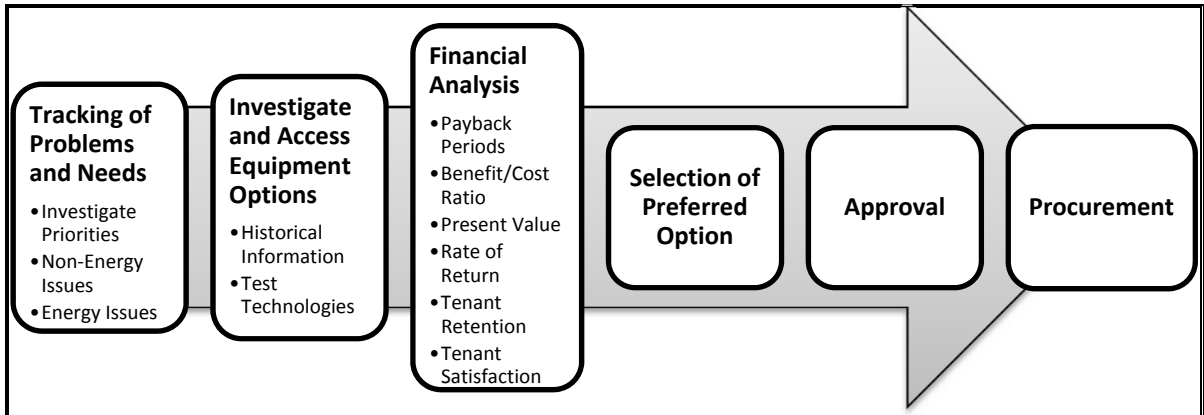 Tracking of
Problems
and Needs
•Investigate
Priorities
•Non-Energy
Issues
•Energy Issues
Investigate
and Access
Equipment
Options
•Historical
Information
•Test
Technologies
Financial
Analysis
•Payback
Periods
•Benefit/Cost
Ratio
•Present Value
•Rate of
Return
•Tenant
Retention
•Tenant
Satisfaction
Selection of
Preferred
Option
Approval
Procurement